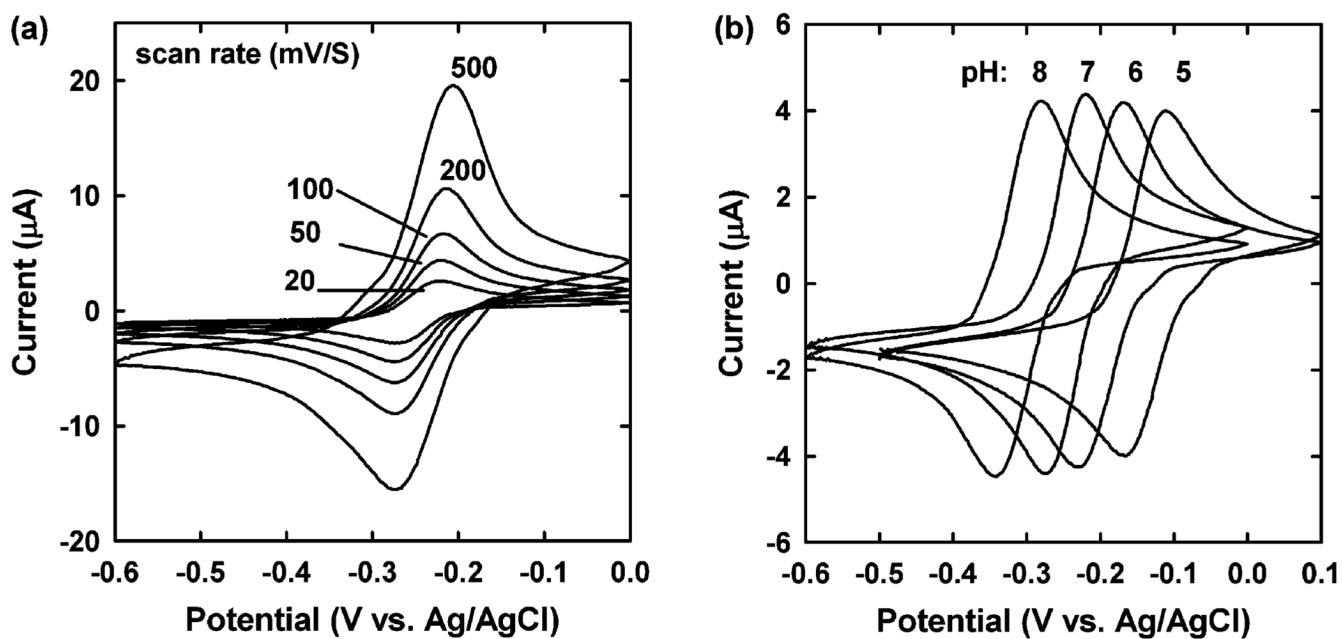 (a)
scan rate (mV/S)
500
200
100
50
20
20
10
0
-10
-20
Current (μA)
-0.6 -0.5 -0.4 -0.3 -0.2 -0.1 0.0
Potential (V vs. Ag/AgCl)
(b)
pH: 8 7 6 5
6
4
2
0
-2
-4
-6
Current (μA)
-0.6 -0.5 -0.4 -0.3 -0.2 -0.1 0.0 0.1
Potential (V vs. Ag/AgCl)